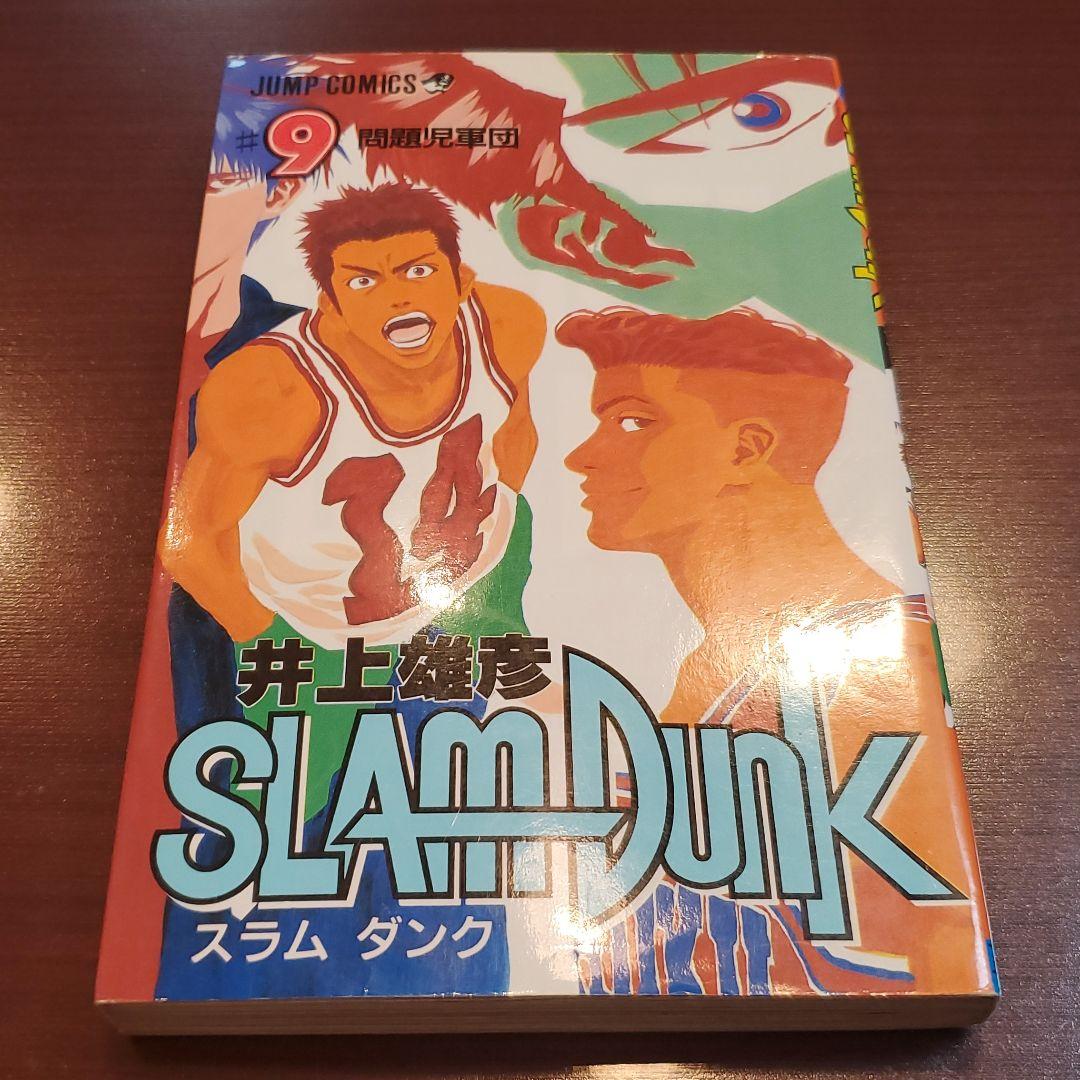 JUMP COMICS
#9 問題児軍団
14
井上雄彦
SLAM DUNK
スラム ダンク